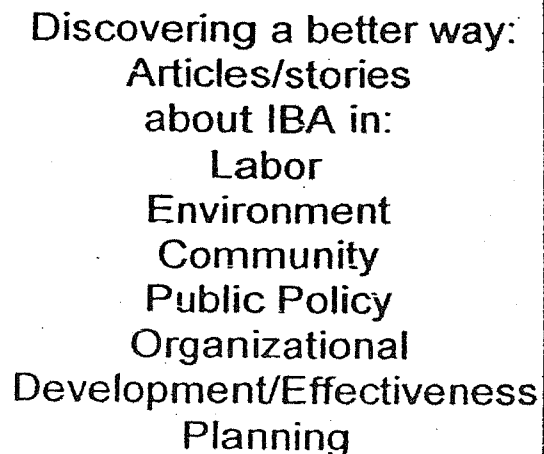 Discovering a better way:
Articles/stories
about IBA in:
Labor
Environment
Community
Public Policy
Organizational
Development/Effectiveness
Planning